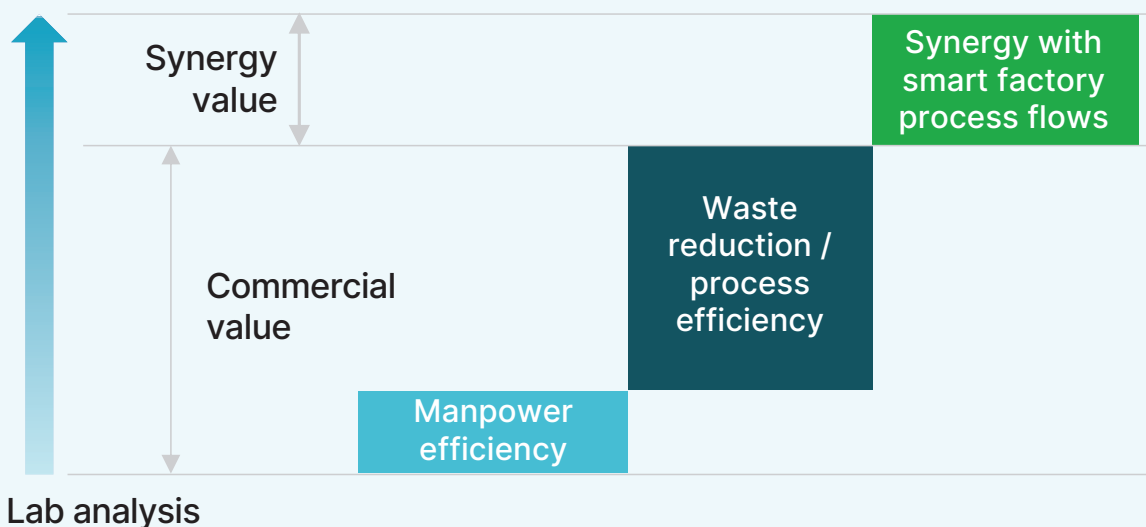 Synergy
value
Synergy with
smart factory
process flows
Commercial
value
Waste
reduction /
process
efficiency
Manpower
efficiency
Lab analysis